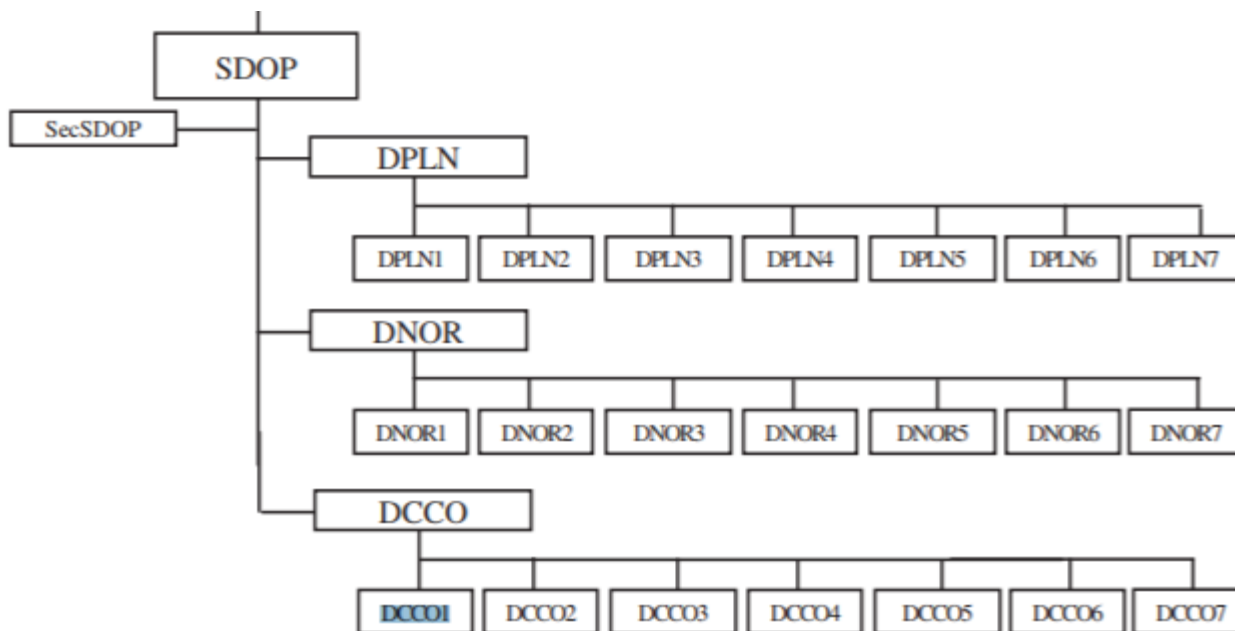 SDOP
SecSDOP
DPLN
DPLN1 DPLN2 DPLN3 DPLN4 DPLN5 DPLN6 DPLN7
DNOR
DNOR1 DNOR2 DNOR3 DNOR4 DNOR5 DNOR6 DNOR7
DCCO
DCCO1 DCCO2 DCCO3 DCCO4 DCCO5 DCCO6 DCCO7